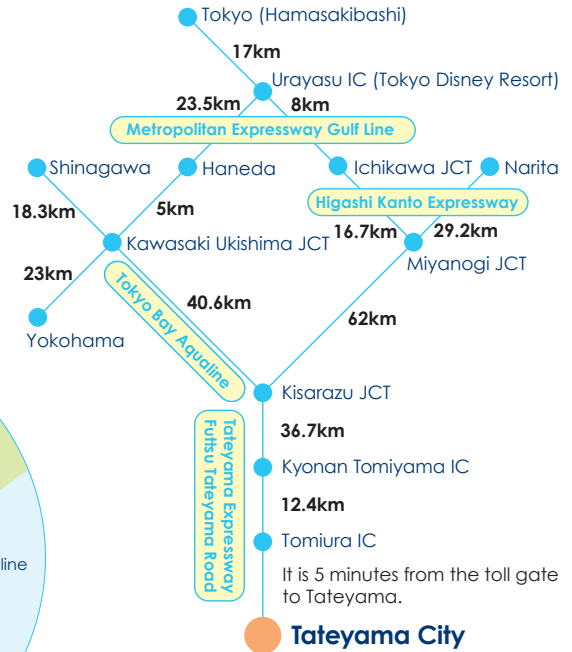 Tokyo (Hamasakibashi)
17km
Urayasu IC (Tokyo Disney Resort)
23.5km
8km
Metropolitan Expressway Gulf Line
Shinagawa
Haneda
Ichikawa JCT
Narita
18.3km
5km
Higashi Kanto Expressway
16.7km
29.2km
Kawasaki Ukishima JCT
Miyanogi JCT
23km
Tokyo Bay Aqualine
40.6km
62km
Yokohama
Kisarazu JCT
Tateyama Expressway
Futtsu Tateyama Road
36.7km
Kyonan Tomiyama IC
12.4km
Tomiura IC
line
It is 5 minutes from the toll gate
to Tateyama.
Tateyama City